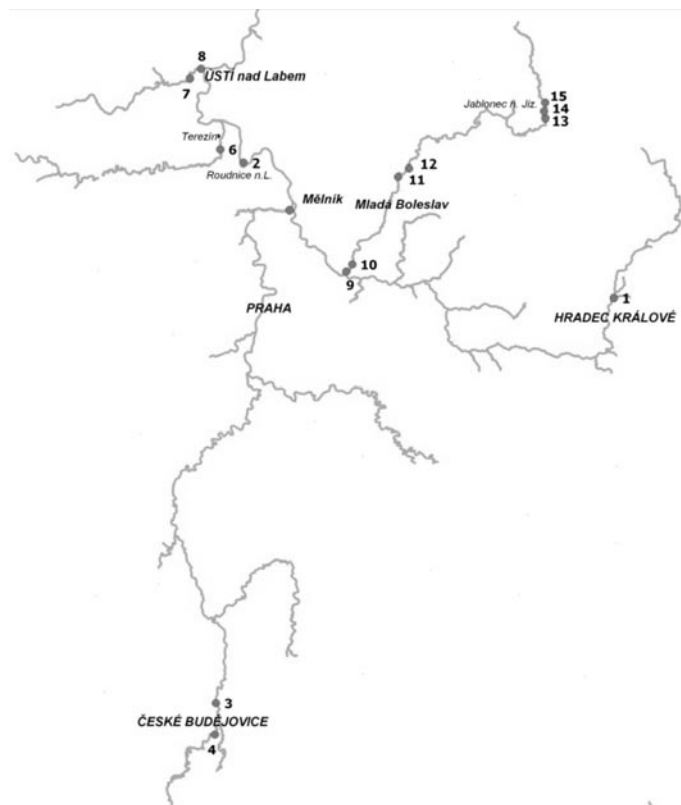 8
ÚSTÍ nad Labem
7
15
Jablonec n. Jiz.
14
13
Terezín
6
2
Roudnice n.L.
12
11
Mělník
Mladá Boleslav
10
9
1
PRAHA
HRADEC KRÁLOVÉ
3
ČESKÉ BUDĚJOVICE
4